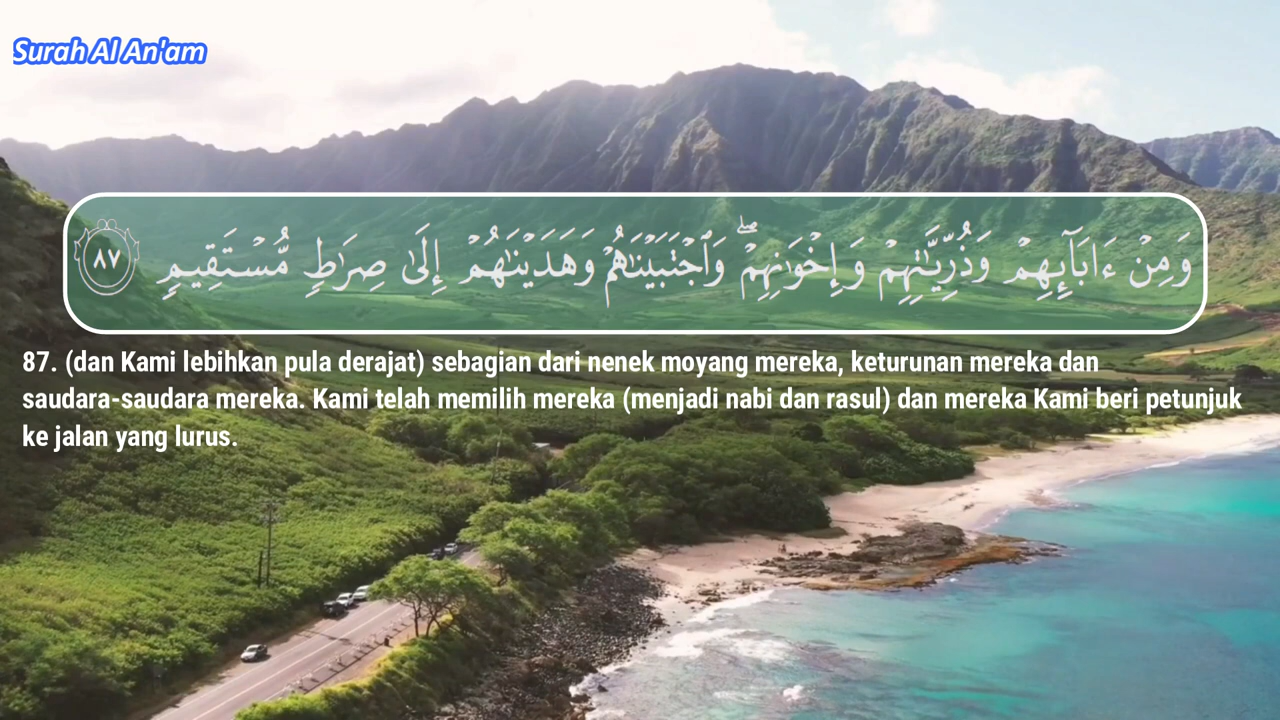 Surah Al An'am
وَمِنْ ءَابَآئِهِمْ وَذُرِّيَّٰتِهِمْ وَإِخْوَٰنِهِمْ ۖ وَٱجْتَبَيْنَٰهُمْ وَهَدَيْنَٰهُمْ إِلَىٰ صِرَٰطٍ مُّسْتَقِيمٍ ٨٧
87. (dan Kami lebihkan pula derajat) sebagian dari nenek moyang mereka, keturunan mereka dan
saudara-saudara mereka. Kami telah memilih mereka (menjadi nabi dan rasul) dan mereka Kami beri petunjuk
ke jalan yang lurus.